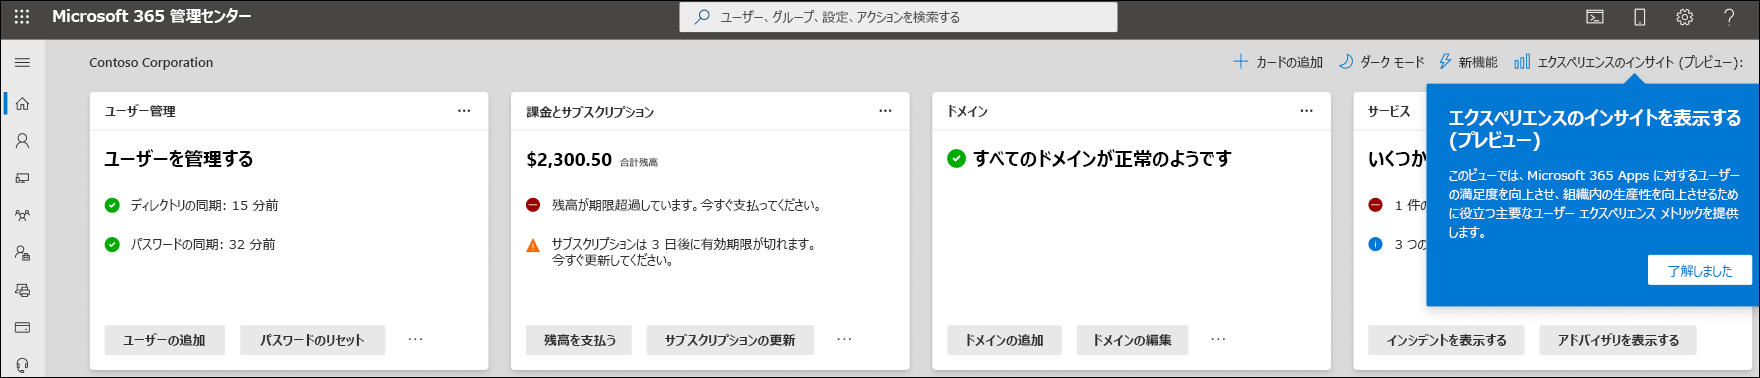 Microsoft 365 管理センター
ユーザー、グループ、設定、アクションを検索する
Contoso Corporation
カードの追加
ダーク モード
新機能
エクスペリエンスのインサイト (プレビュー):
ユーザー管理
ユーザーを管理する
ディレクトリの同期: 15 分前
パスワードの同期: 32 分前
ユーザーの追加
パスワードのリセット
課金とサブスクリプション
$2,300.50 合計残高
残高が期限超過しています。今すぐ支払ってください。
サブスクリプションは 3 日後に有効期限が切れます。
今すぐ更新してください。
残高を支払う
サブスクリプションの更新
ドメイン
すべてのドメインが正常のようです
ドメインの追加
ドメインの編集
サービス
いくつか
1 件の
3 つの
インシデントを表示する
アドバイザリを表示する
エクスペリエンスのインサイトを表示する
(プレビュー)
このビューでは、Microsoft 365 Apps に対するユーザー
の満足度を向上させ、組織内の生産性を向上させるため
に役立つ主要なユーザー エクスペリエンス メトリックを提供
します。
了解しました